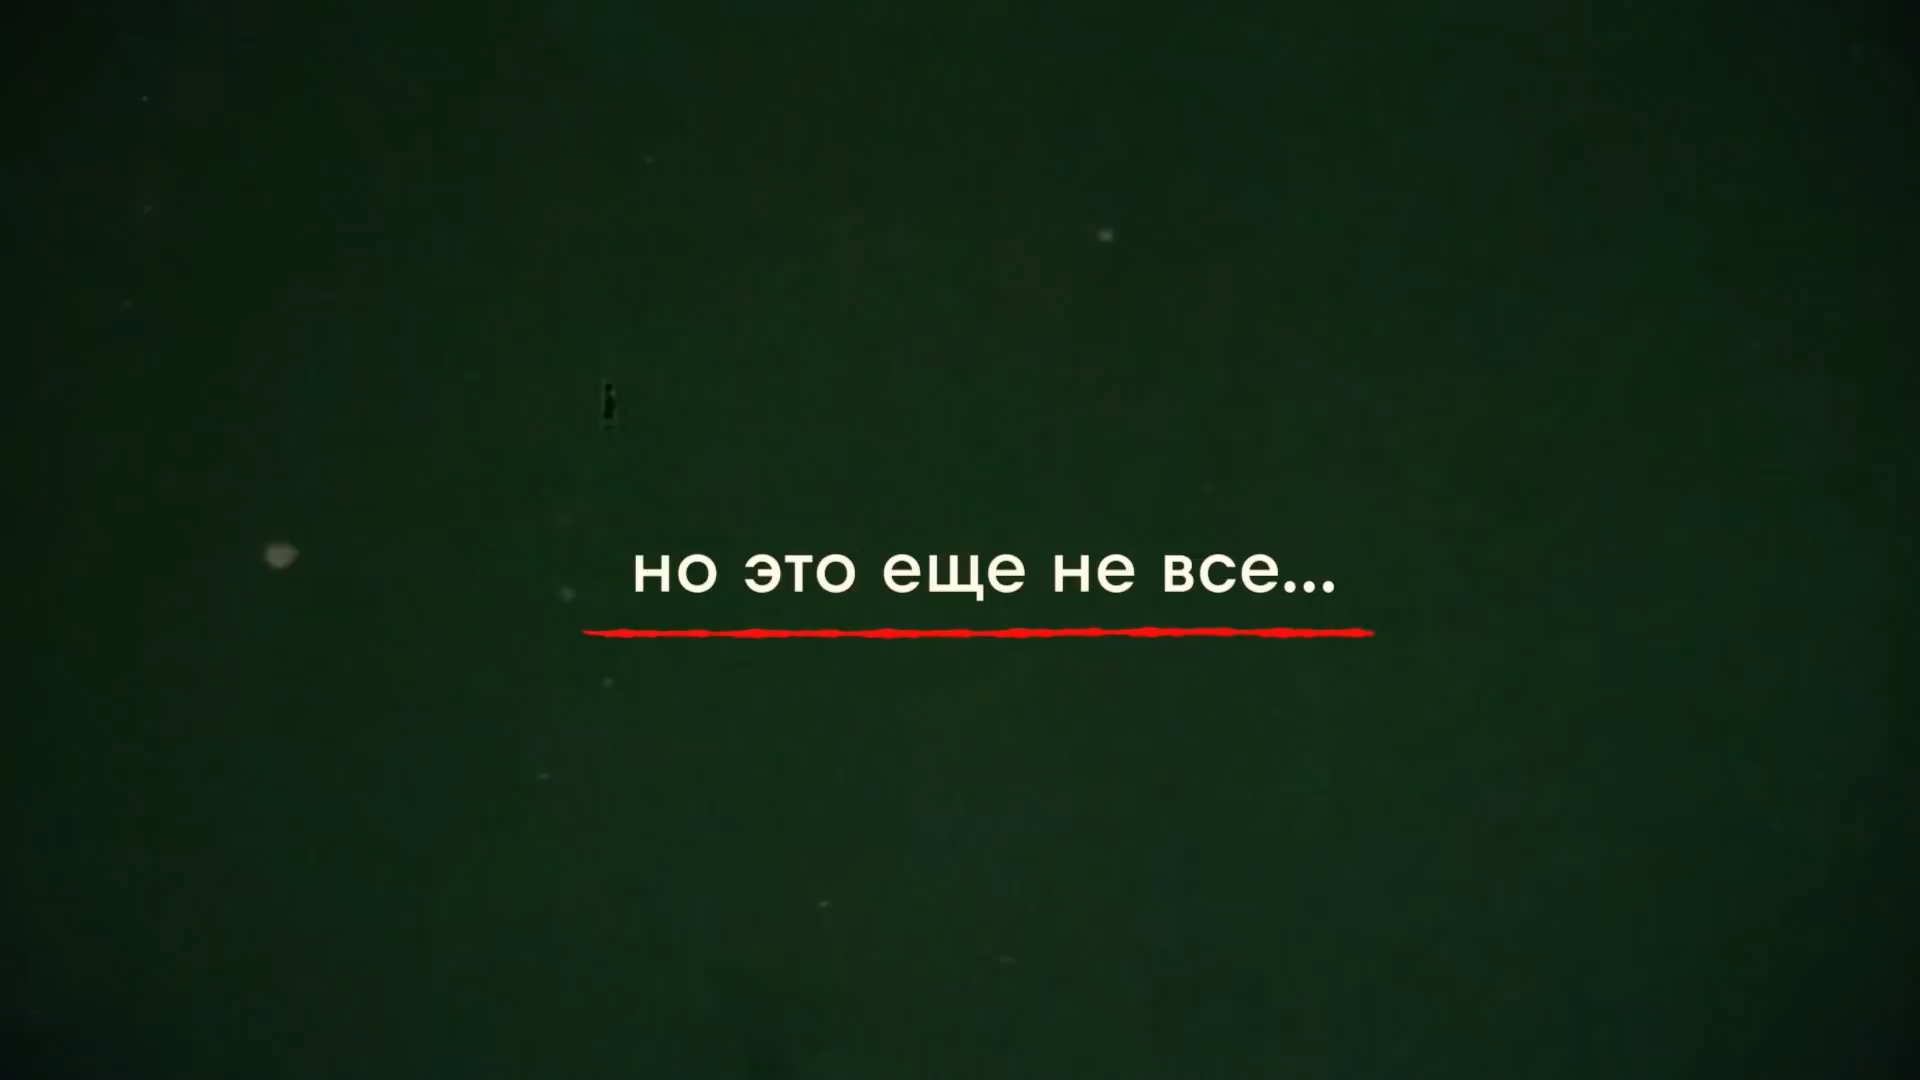 но это еще не все...